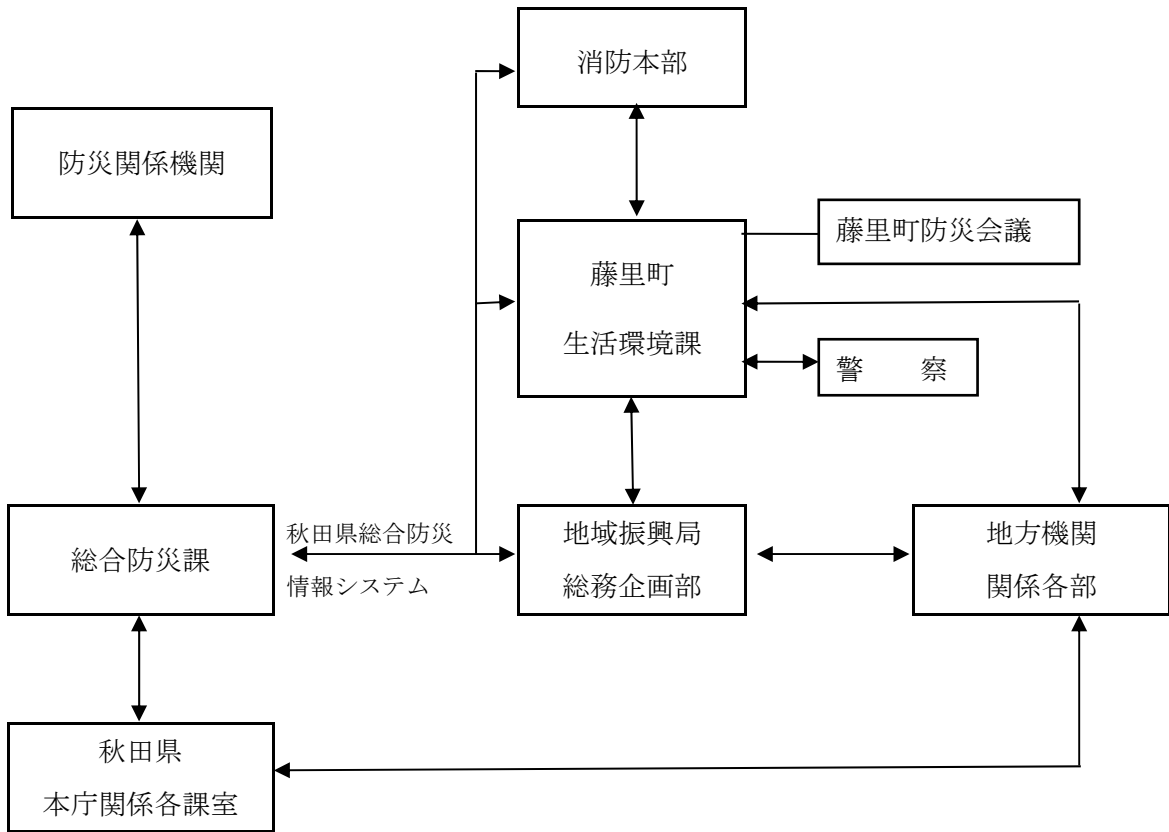 消防本部
防災関係機関
藤里町防災会議
藤里町
生活環境課
警　　察
秋田県総合防災
情報システム
総合防災課
地域振興局
総務企画部
地方機関
関係各部
秋田県
本庁関係各課室